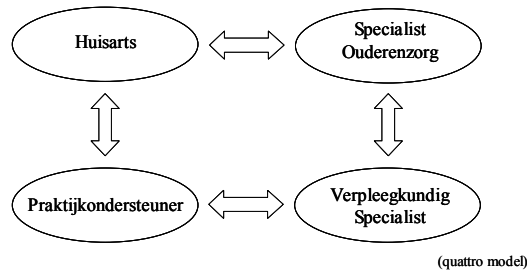 Huisarts
Specialist
Ouderenzorg
Praktijkondersteuner
Verpleegkundig
Specialist
(quattro model)